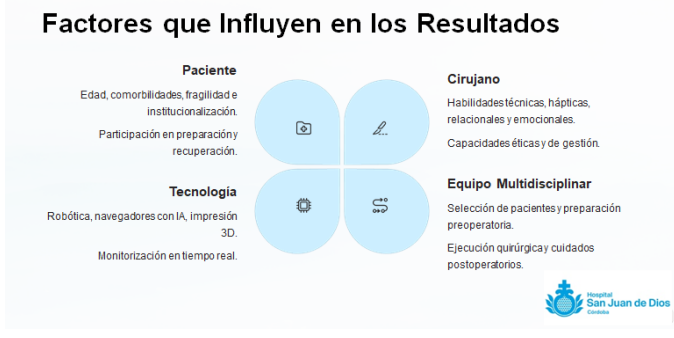 Factores que Influyen en los Resultados
Paciente
Edad, comorbilidades, fragilidad e
institucionalización.
Participación en preparación y
recuperación.
Cirujano
Habilidades técnicas, hápticas,
relacionales y emocionales.
Capacidades éticas y de gestión.
Tecnología
Robótica, navegadores con IA, impresión
3D.
Monitorización en tiempo real.
Equipo Multidisciplinar
Selección de pacientes y preparación
preoperatoria.
Ejecución quirúrgica y cuidados
postoperatorios.
Hospital
San Juan de Dios
Córdoba